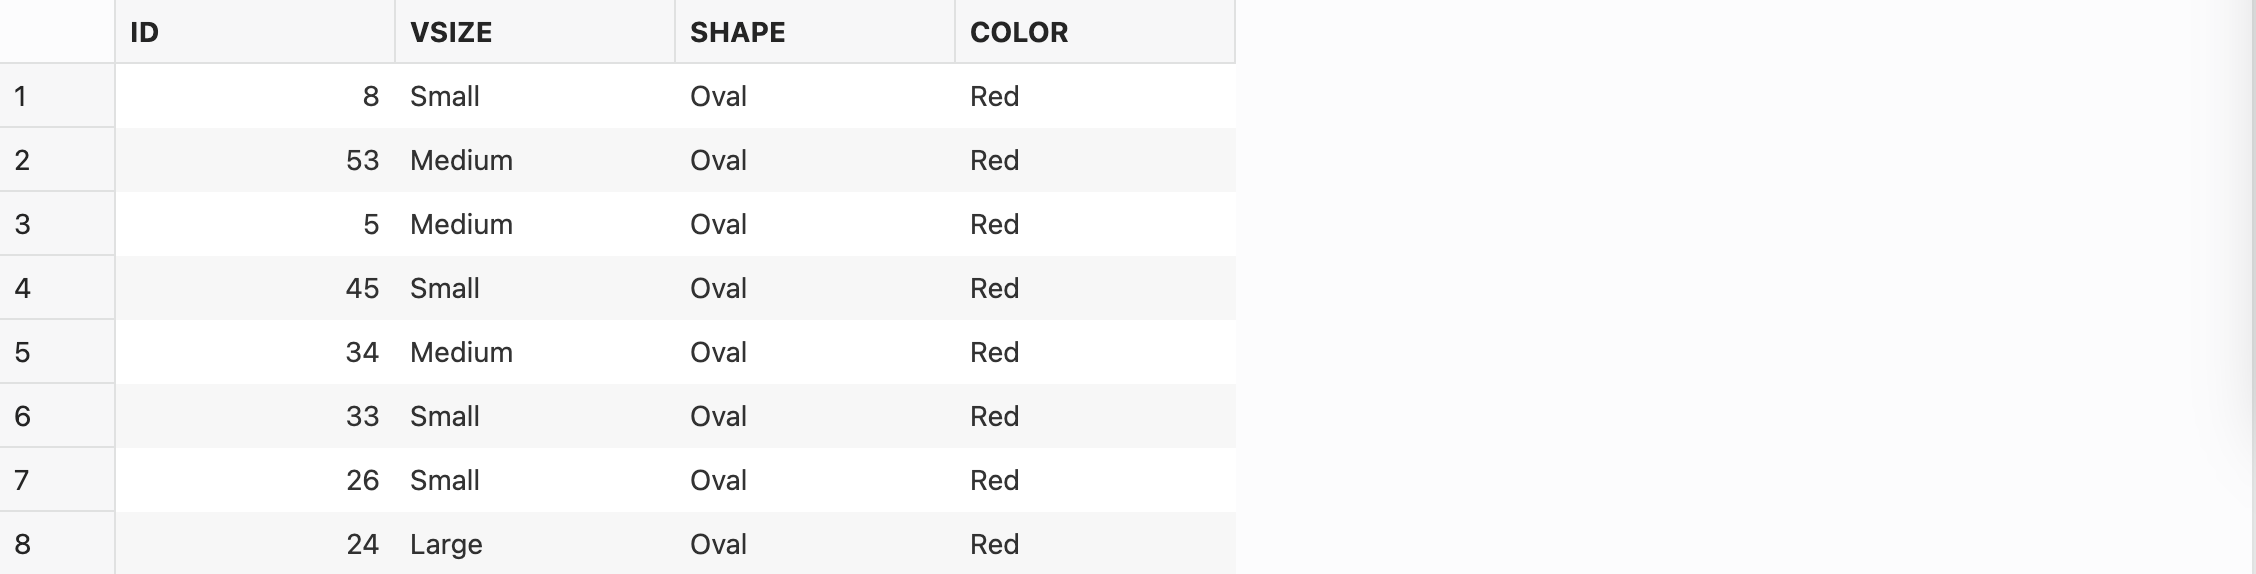 ID VSIZE SHAPE COLOR
1 8 Small Oval Red
2 53 Medium Oval Red
3 5 Medium Oval Red
4 45 Small Oval Red
5 34 Medium Oval Red
6 33 Small Oval Red
7 26 Small Oval Red
8 24 Large Oval Red